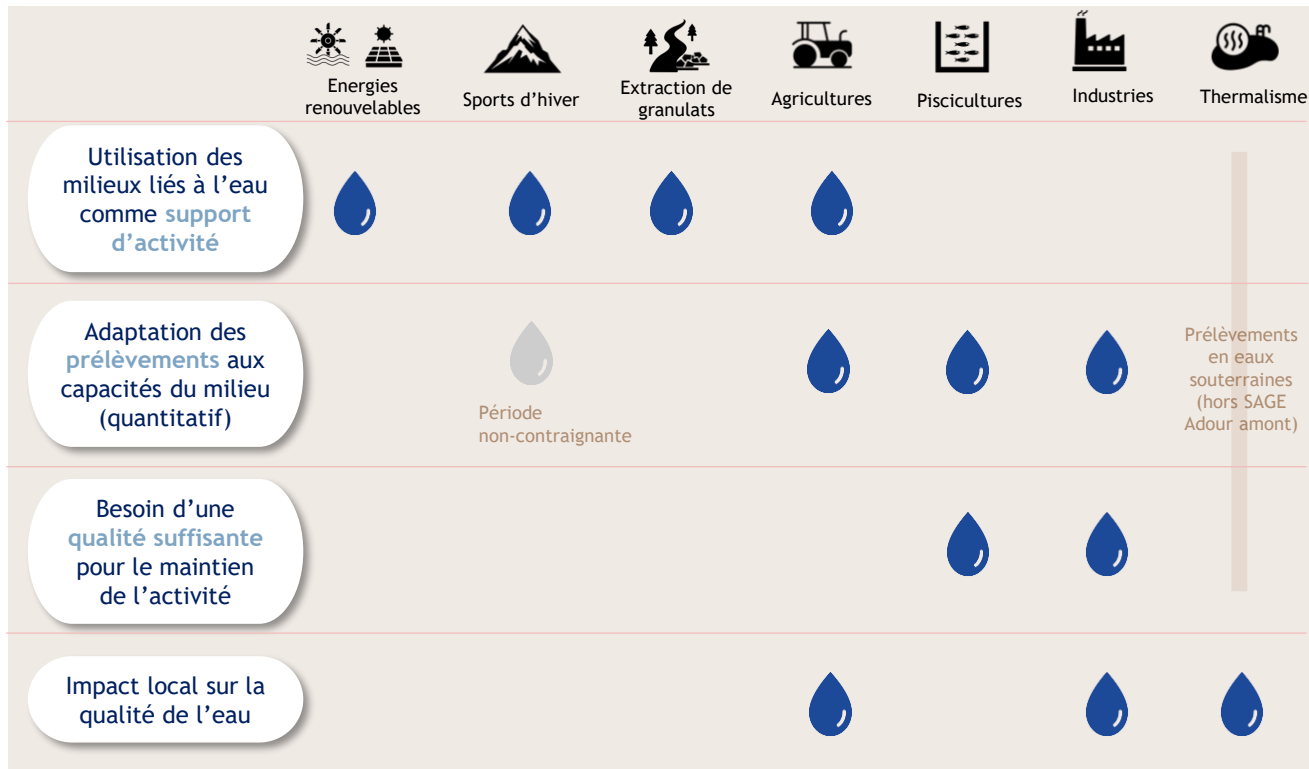 Energies
renouvelables
Sports d’hiver
Extraction de
granulats
Agricultures
Piscicultures
Industries
Thermalisme
Utilisation des
milieux liés à l’eau
comme support
d’activité
Adaptation des
prélèvements aux
capacités du milieu
(quantitatif)
Période
non-contraignante
Prélèvements
en eaux
souterraines
(hors SAGE
Adour amont)
Besoin d’une
qualité suffisante
pour le maintien
de l’activité
Impact local sur la
qualité de l’eau